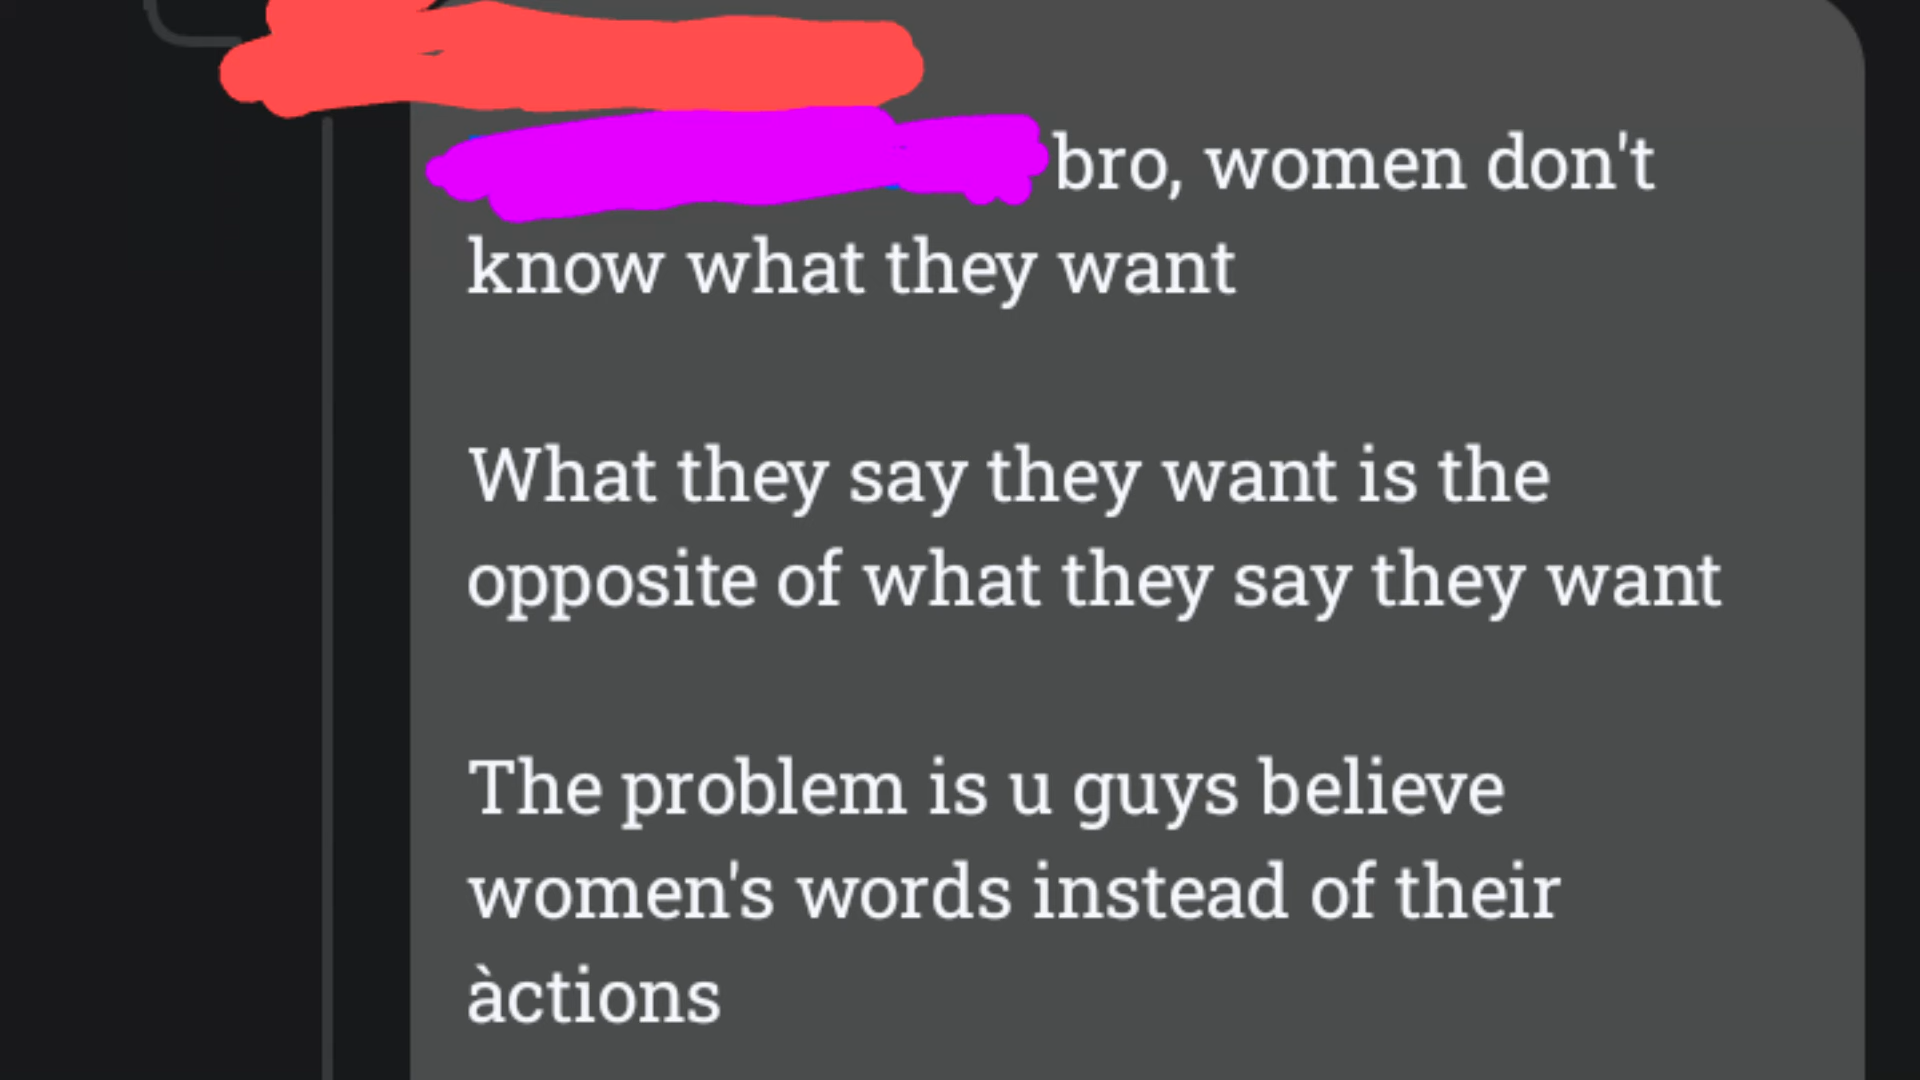 bro, women don't
know what they want
What they say they want is the
opposite of what they say they want
The problem is u guys believe
women's words instead of their
àctions